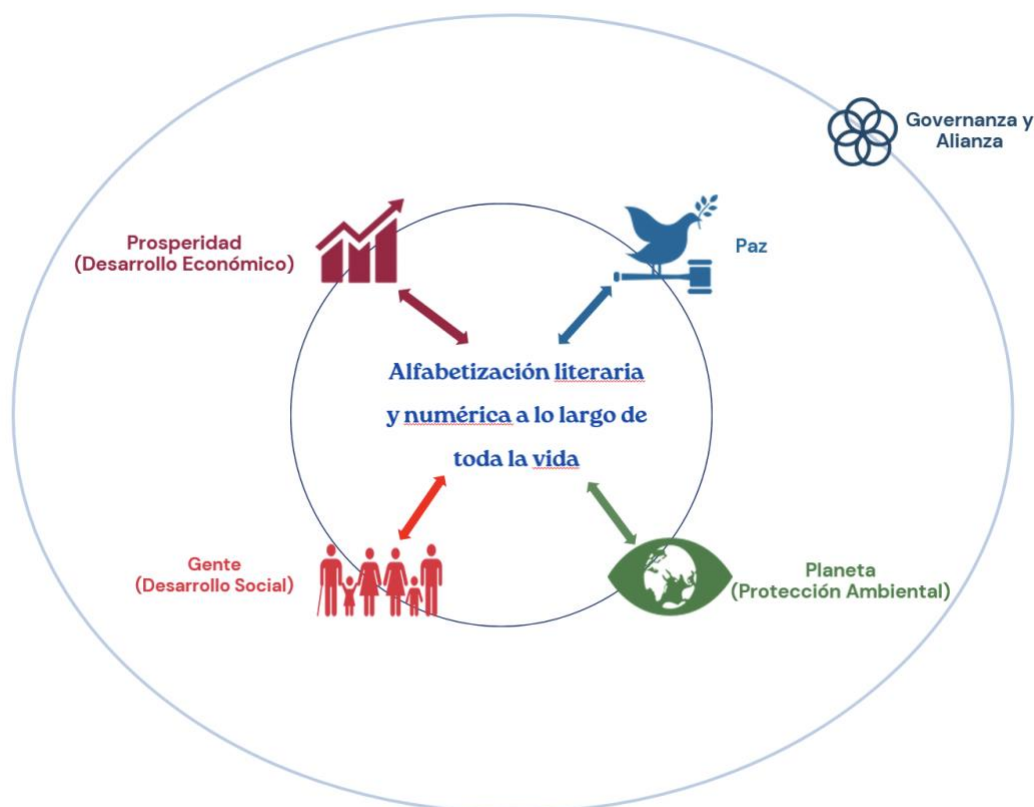 Governanza y
Alianza
Prosperidad
(Desarrollo Económico)
Paz
Alfabetización literaria
y numérica a lo largo de
toda la vida
Gente
(Desarrollo Social)
Planeta
(Protección Ambiental)